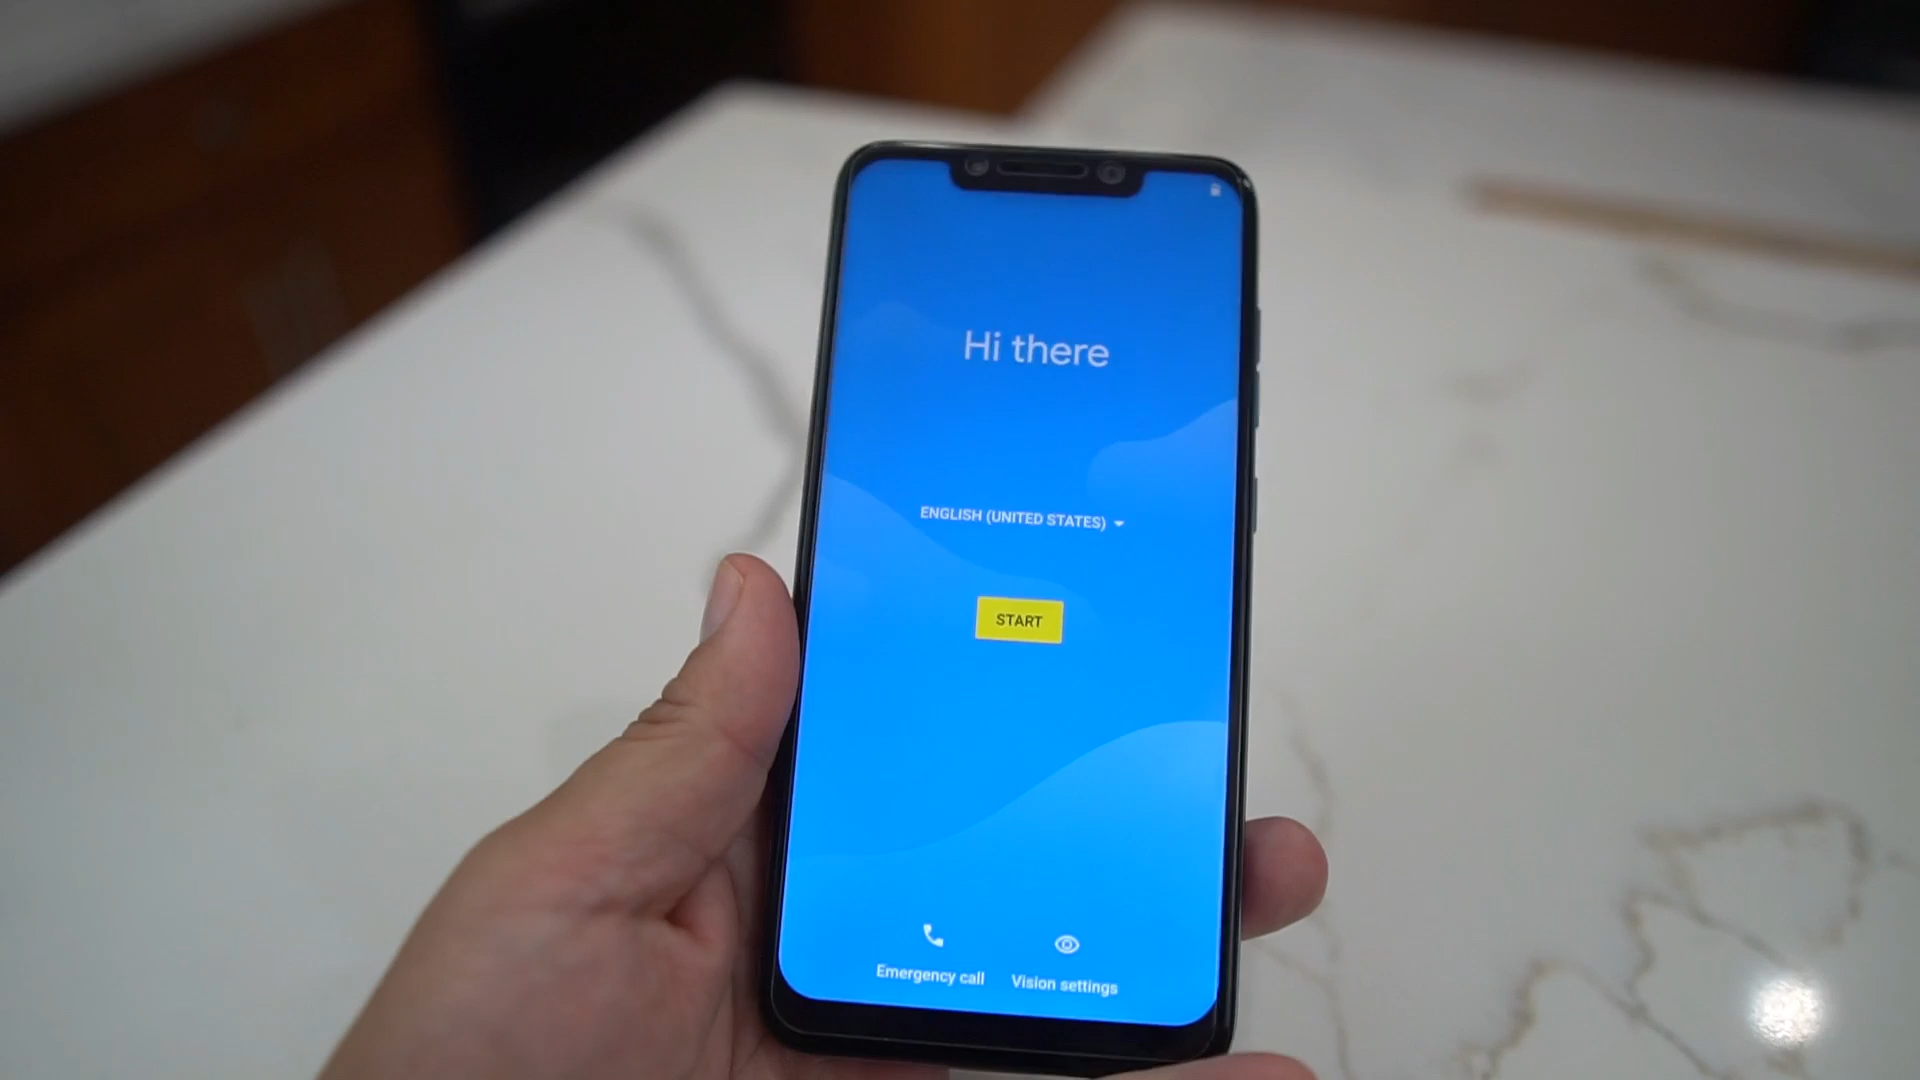 Hi there
ENGLISH (UNITED STATES)
START
Emergency call
Vision settings